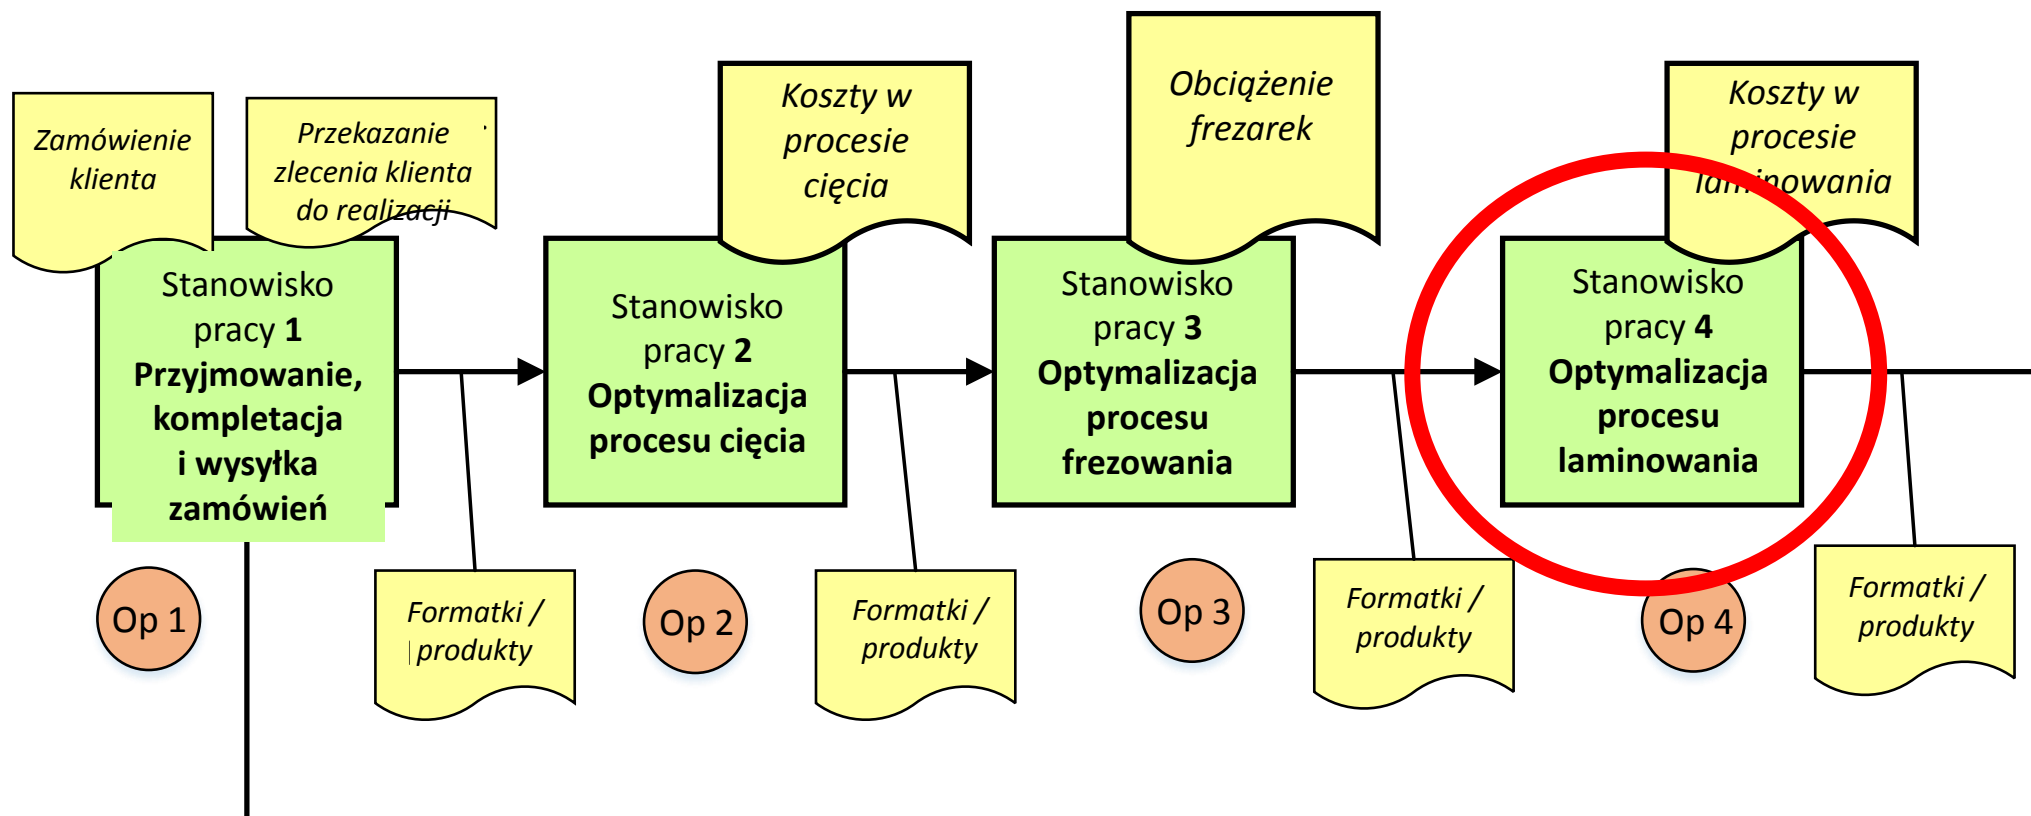 Zamówienie
klienta
Przekazanie
zlecenia klienta
do realizacji
Koszty w
procesie
cięcia
Obciążenie
frezarek
Koszty w
procesie
laminowania
Stanowisko
pracy 1
Przyjmowanie,
kompletacja
i wysyłka
zamówień
Stanowisko
pracy 2
Optymalizacja
procesu cięcia
Stanowisko
pracy 3
Optymalizacja
procesu
frezowania
Stanowisko
pracy 4
Optymalizacja
procesu
laminowania
Op 1
Formatki /
produkty
Op 2
Formatki /
produkty
Op 3
Formatki /
produkty
Op 4
Formatki /
produkty